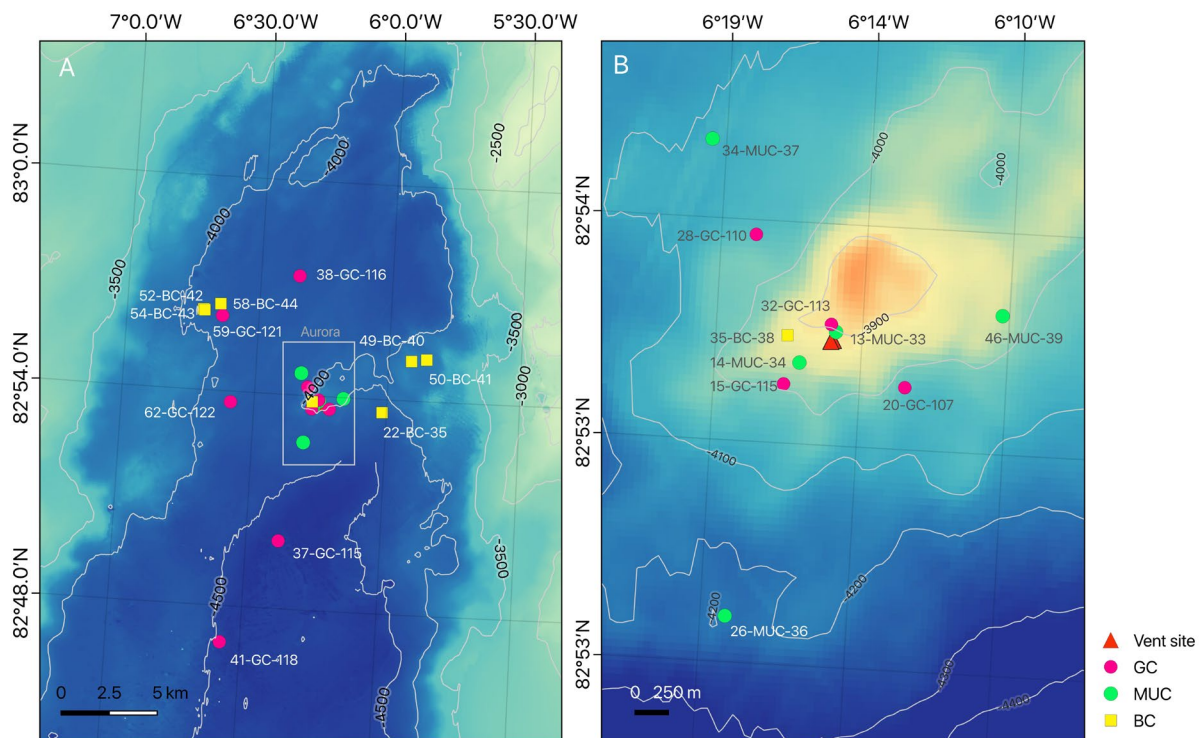 7°0.0'W 6°30.0'W 6°0.0'W 5°30.0'W
6°19'W 6°14'W 6°10'W
A
B
83°0.0'N
82°54.0'N
82°48.0'N
82°54'N
82°53'N
82°53'N
-2500
-4000
-4000
-3500
38-GC-116
52-BC-42
58-BC-44
54-BC-43
59-GC-121
Aurora
49-BC-40
-3500
50-BC-41
-3000
-4000
62-GC-122
22-BC-35
37-GC-115
-3500
-4500
41-GC-118
-4500
0 2.5 5 km
-4000
-4000
34-MUC-37
28-GC-110
32-GC-113
-3900
35-BC-38
13-MUC-33
46-MUC-39
14-MUC-34
15-GC-115
20-GC-107
-4100
-4200
-4200
26-MUC-36
-4300
-4400
0 250 m
Vent site
GC
MUC
BC